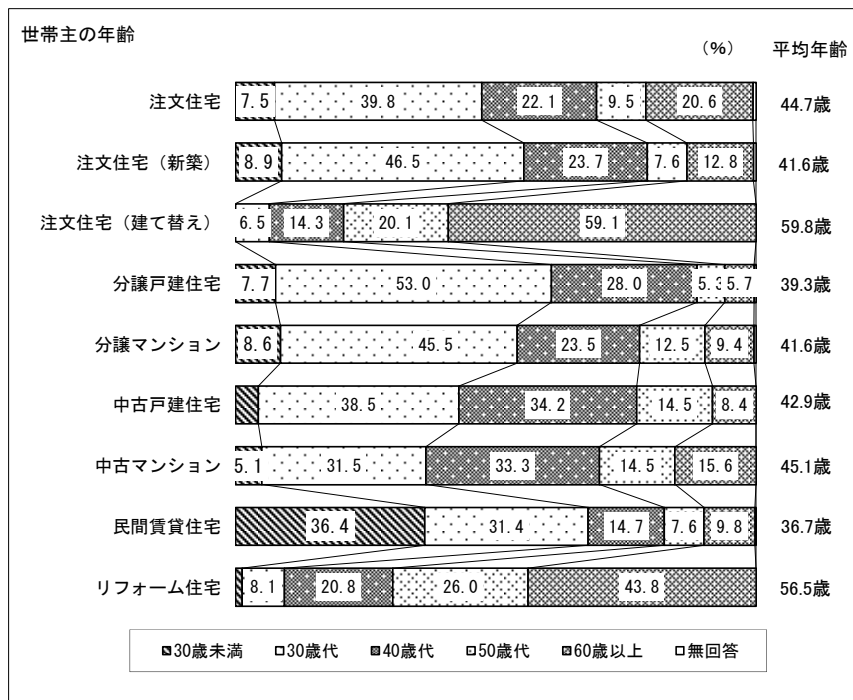 世帯主の年齢
（%） 平均年齢
注文住宅 7.5 39.8 22.1 9.5 20.6 44.7歳
注文住宅（新築） 8.9 46.5 23.7 7.6 12.8 41.6歳
注文住宅（建て替え） 6.5 14.3 20.1 59.1 59.8歳
分譲戸建住宅 7.7 53.0 28.0 5.3 5.7 39.3歳
分譲マンション 8.6 45.5 23.5 12.5 9.4 41.6歳
中古戸建住宅 38.5 34.2 14.5 8.4 42.9歳
中古マンション 5.1 31.5 33.3 14.5 15.6 45.1歳
民間賃貸住宅 36.4 31.4 14.7 7.6 9.8 36.7歳
リフォーム住宅 8.1 20.8 26.0 43.8 56.5歳
30歳未満 30歳代 40歳代 50歳代 60歳以上 無回答